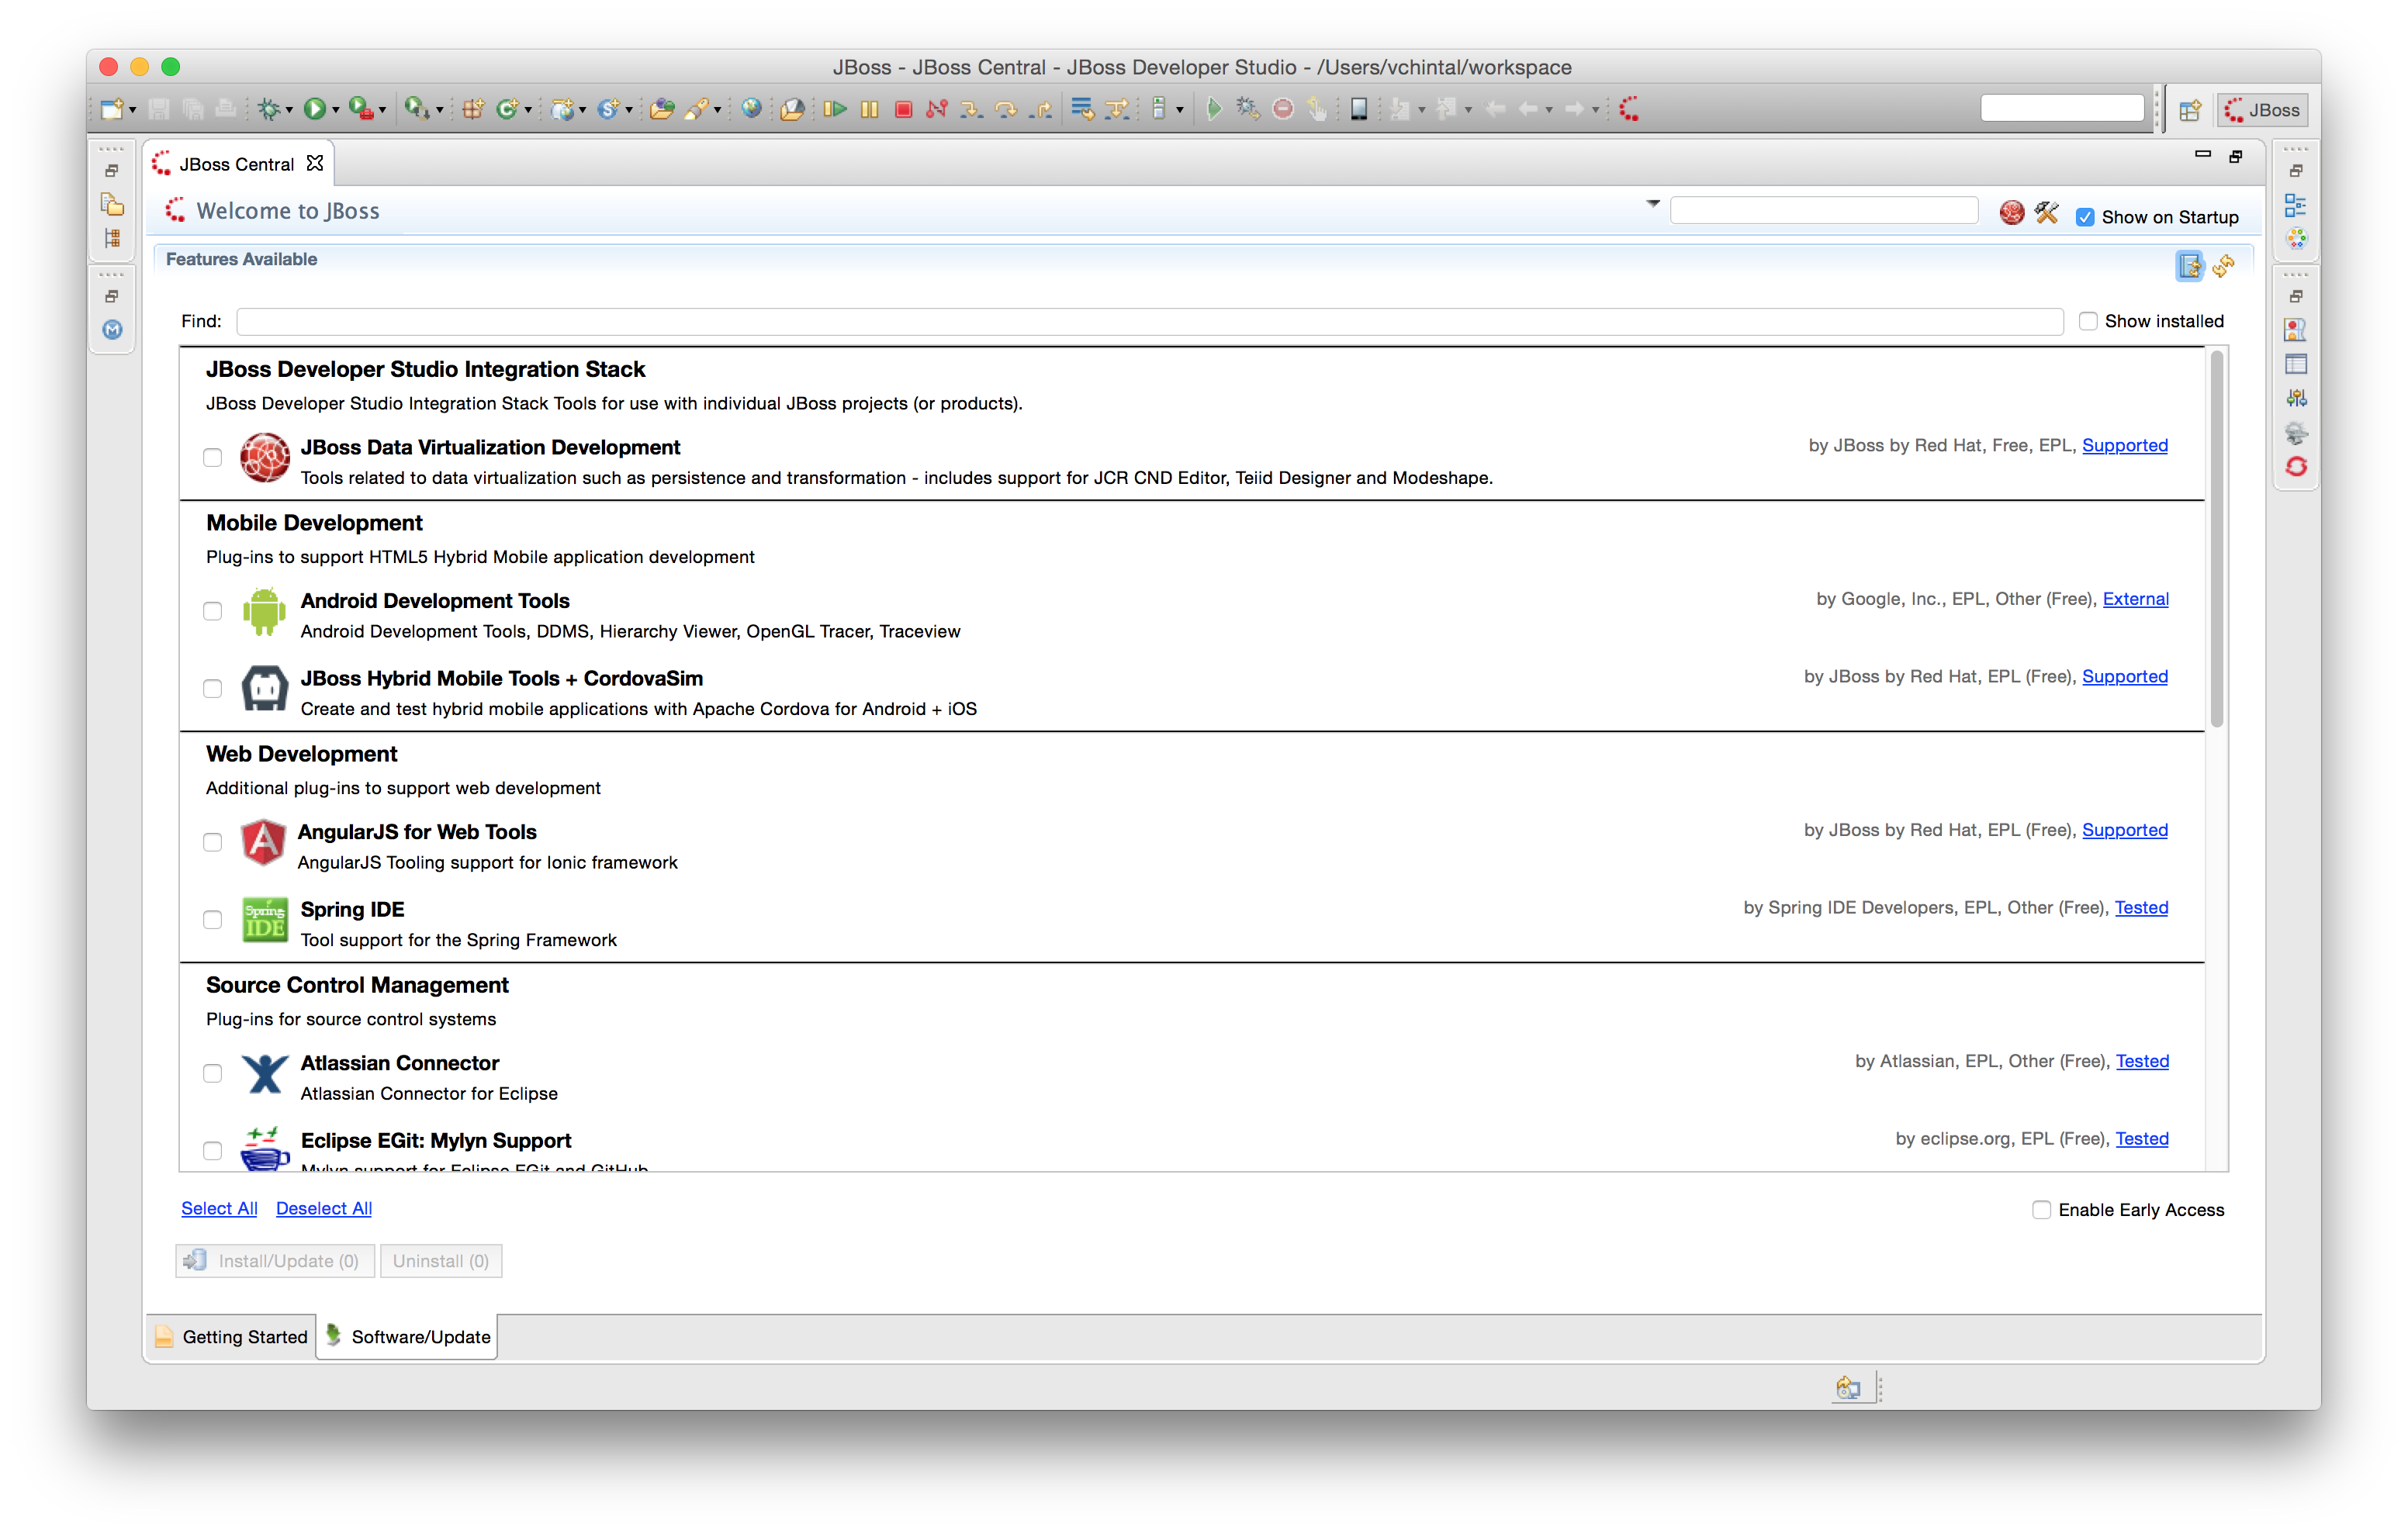 JBoss - JBoss Central - JBoss Developer Studio - /Users/vchintal/workspace
JBoss
JBoss Central
Welcome to JBoss
Show on Startup
Features Available
Find:
Show installed
JBoss Developer Studio Integration Stack
JBoss Developer Studio Integration Stack Tools for use with individual JBoss projects (or products).
JBoss Data Virtualization Development
by JBoss by Red Hat, Free, EPL, Supported
Tools related to data virtualization such as persistence and transformation - includes support for JCR CND Editor, Teiid Designer and Modeshape.
Mobile Development
Plug-ins to support HTML5 Hybrid Mobile application development
Android Development Tools
by Google, Inc., EPL, Other (Free), External
Android Development Tools, DDMS, Hierarchy Viewer, OpenGL Tracer, Traceview
JBoss Hybrid Mobile Tools + CordovaSim
by JBoss by Red Hat, EPL (Free), Supported
Create and test hybrid mobile applications with Apache Cordova for Android + iOS
Web Development
Additional plug-ins to support web development
AngularJS for Web Tools
by JBoss by Red Hat, EPL (Free), Supported
AngularJS Tooling support for Ionic framework
Spring IDE
Spring IDE
by Spring IDE Developers, EPL, Other (Free), Tested
Tool support for the Spring Framework
Source Control Management
Plug-ins for source control systems
Atlassian Connector
by Atlassian, EPL, Other (Free), Tested
Atlassian Connector for Eclipse
Eclipse EGit: Mylyn Support
by eclipse.org, EPL (Free), Tested
Mylyn support for Eclipse EGit and GitHub
Select All Deselect All
Enable Early Access
Install/Update (0) Uninstall (0)
Getting Started Software/Update